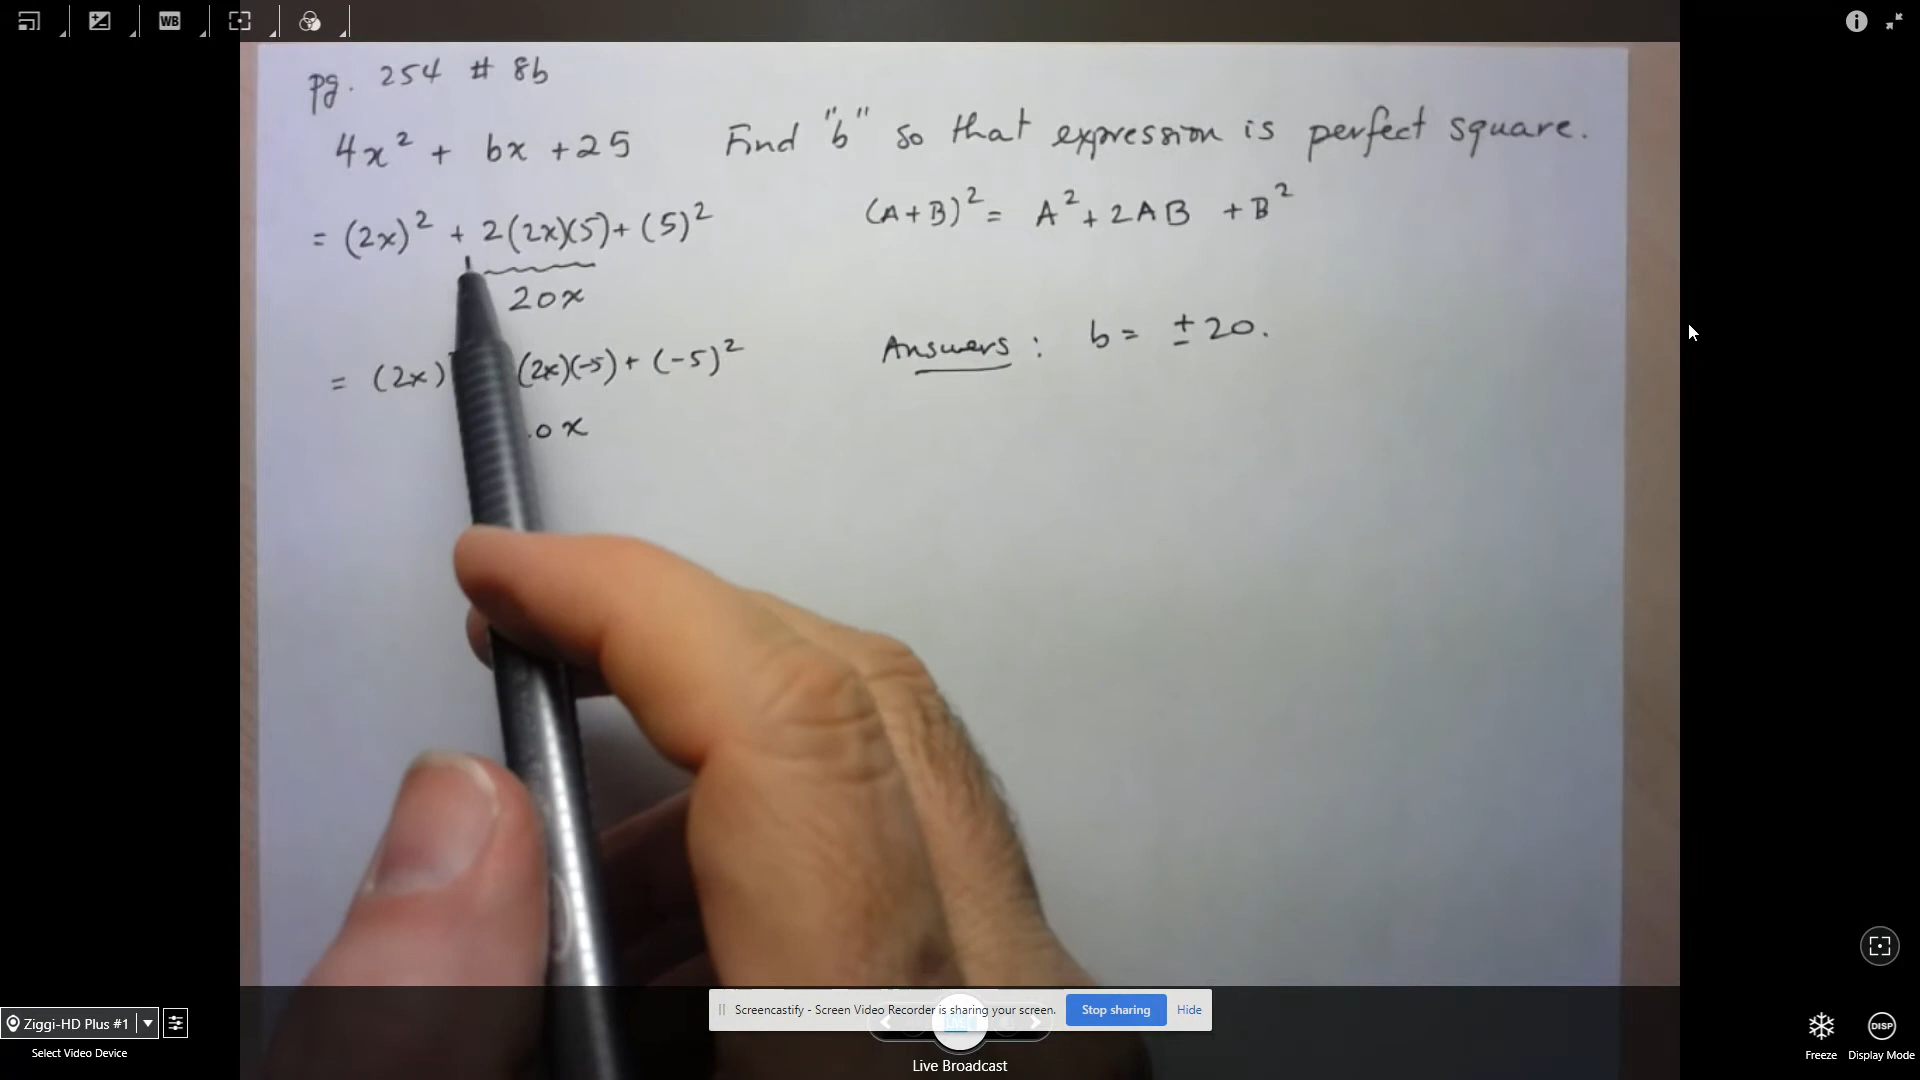 WB
pg. 254 # 8b
4x² + bx + 25 Find "b" so that expression is perfect square.
= (2x)² + 2(2x)(5) + (5)² (A+B)² = A² + 2AB + B²
20x
= (2x) (2x)(-5) + (-5)² Answers : b = ± 20.
0x
Screencastify - Screen Video Recorder is sharing your screen. Stop sharing Hide
Ziggi-HD Plus #1
Select Video Device
Live Broadcast
DISP
Freeze Display Mode